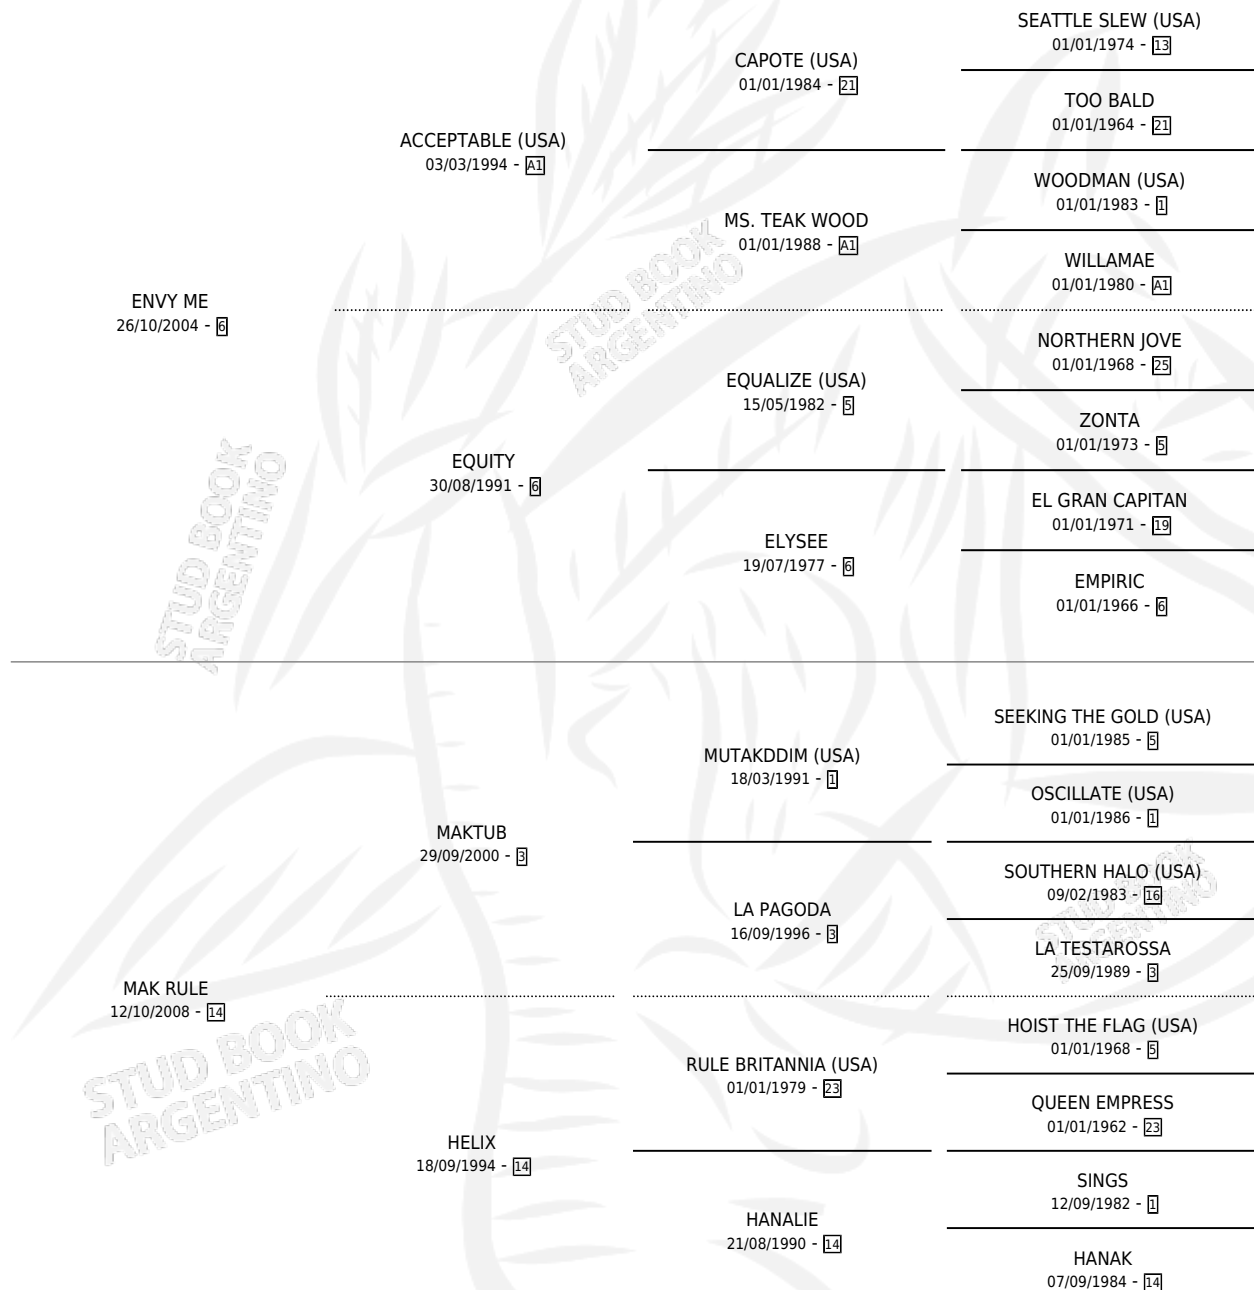 SEATTLE SLEW (USA)
01/01/1974 - 13
CAPOTE (USA)
01/01/1984 - 21
TOO BALD
01/01/1964 - 21
ACCEPTABLE (USA)
03/03/1994 - A1
WOODMAN (USA)
01/01/1983 - 1
MS. TEAK WOOD
01/01/1988 - A1
WILLAMAE
01/01/1980 - A1
ENVY ME
26/10/2004 - 6
STUD BOOK
ARGENTINO
NORTHERN JOVE
01/01/1968 - 25
EQUALIZE (USA)
15/05/1982 - 5
ZONTA
01/01/1973 - 5
EQUITY
30/08/1991 - 6
EL GRAN CAPITAN
01/01/1971 - 19
ELYSEE
19/07/1977 - 6
EMPIRIC
01/01/1966 - 6
STUD BOOK
ARGENTINO
SEEKING THE GOLD (USA)
01/01/1985 - 5
MUTAKDDIM (USA)
18/03/1991 - 1
OSCILLATE (USA)
01/01/1986 - 1
MAKTUB
29/09/2000 - 3
SOUTHERN HALO (USA)
09/02/1983 - 16
LA PAGODA
16/09/1996 - 3
STUD BOOK
ARGENTINO
LA TESTAROSSA
25/09/1989 - 3
MAK RULE
12/10/2008 - 14
STUD BOOK
ARGENTINO
HOIST THE FLAG (USA)
01/01/1968 - 5
RULE BRITANNIA (USA)
01/01/1979 - 23
QUEEN EMPRESS
01/01/1962 - 23
HELIX
18/09/1994 - 14
SINGS
12/09/1982 - 1
HANALIE
21/08/1990 - 14
HANAK
07/09/1984 - 14